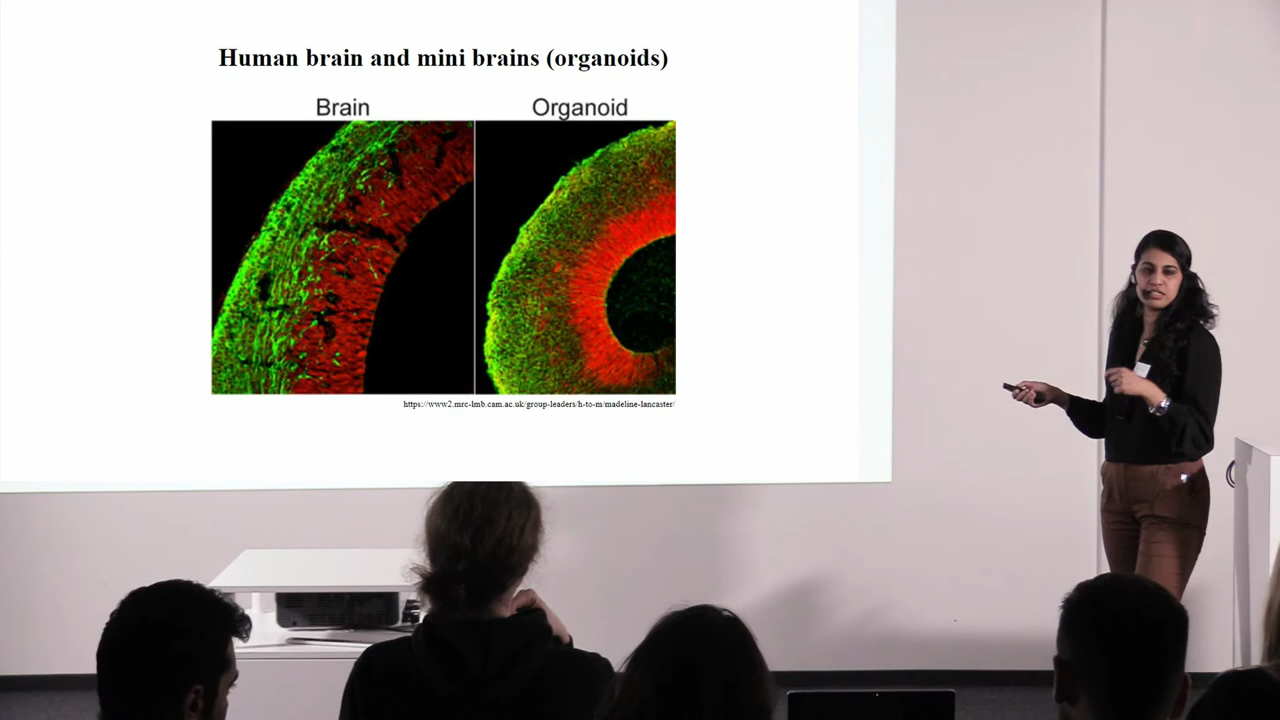 Human brain and mini brains (organoids)
Brain
Organoid
https://www2.mrc-lmb.cam.ac.uk/group-leaders/h-to-m/madeline-lancaster/